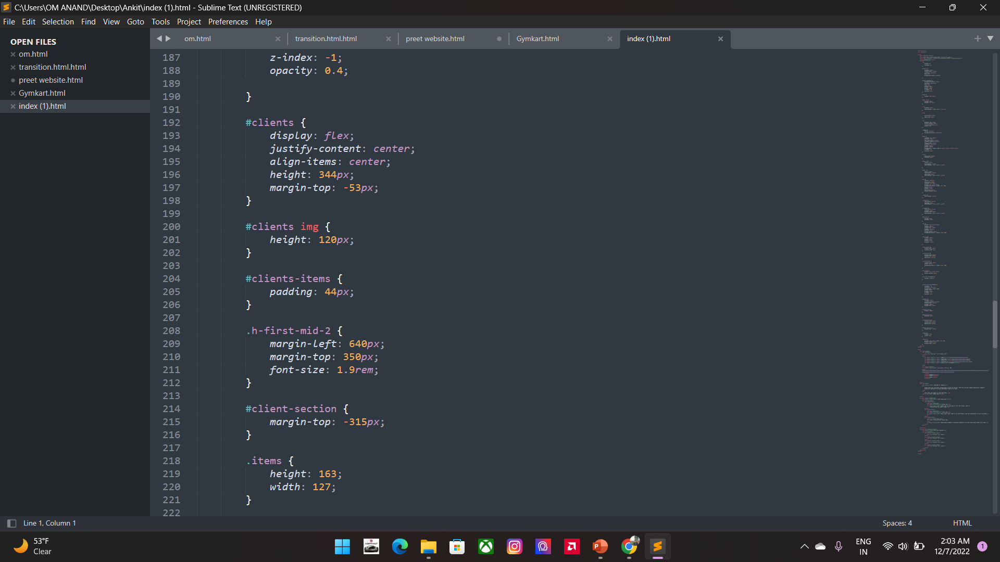 C:\Users\OM ANAND\Desktop\Ankit\index (1).html - Sublime Text (UNREGISTERED)
File Edit Selection Find View Goto Tools Project Preferences Help
OPEN FILES
om.html
transition.html.html
preet website.html
Gymkart.html
index (1).html
om.html transition.html.html preet website.html Gymkart.html index (1).html
187 z-index: -1;
188 opacity: 0.4;
189
190 }
191
192 #clients {
193 display: flex;
194 justify-content: center;
195 align-items: center;
196 height: 344px;
197 margin-top: -53px;
198 }
199
200 #clients img {
201 height: 120px;
202 }
203
204 #clients-items {
205 padding: 44px;
206 }
207
208 .h-first-mid-2 {
209 margin-left: 640px;
210 margin-top: 350px;
211 font-size: 1.9rem;
212 }
213
214 #client-section {
215 margin-top: -315px;
216 }
217
218 .items {
219 height: 163;
220 width: 127;
221 }
222
Line 1, Column 1 Spaces: 4 HTML
53°F
Clear
ENG
IN
2:03 AM
12/7/2022
1